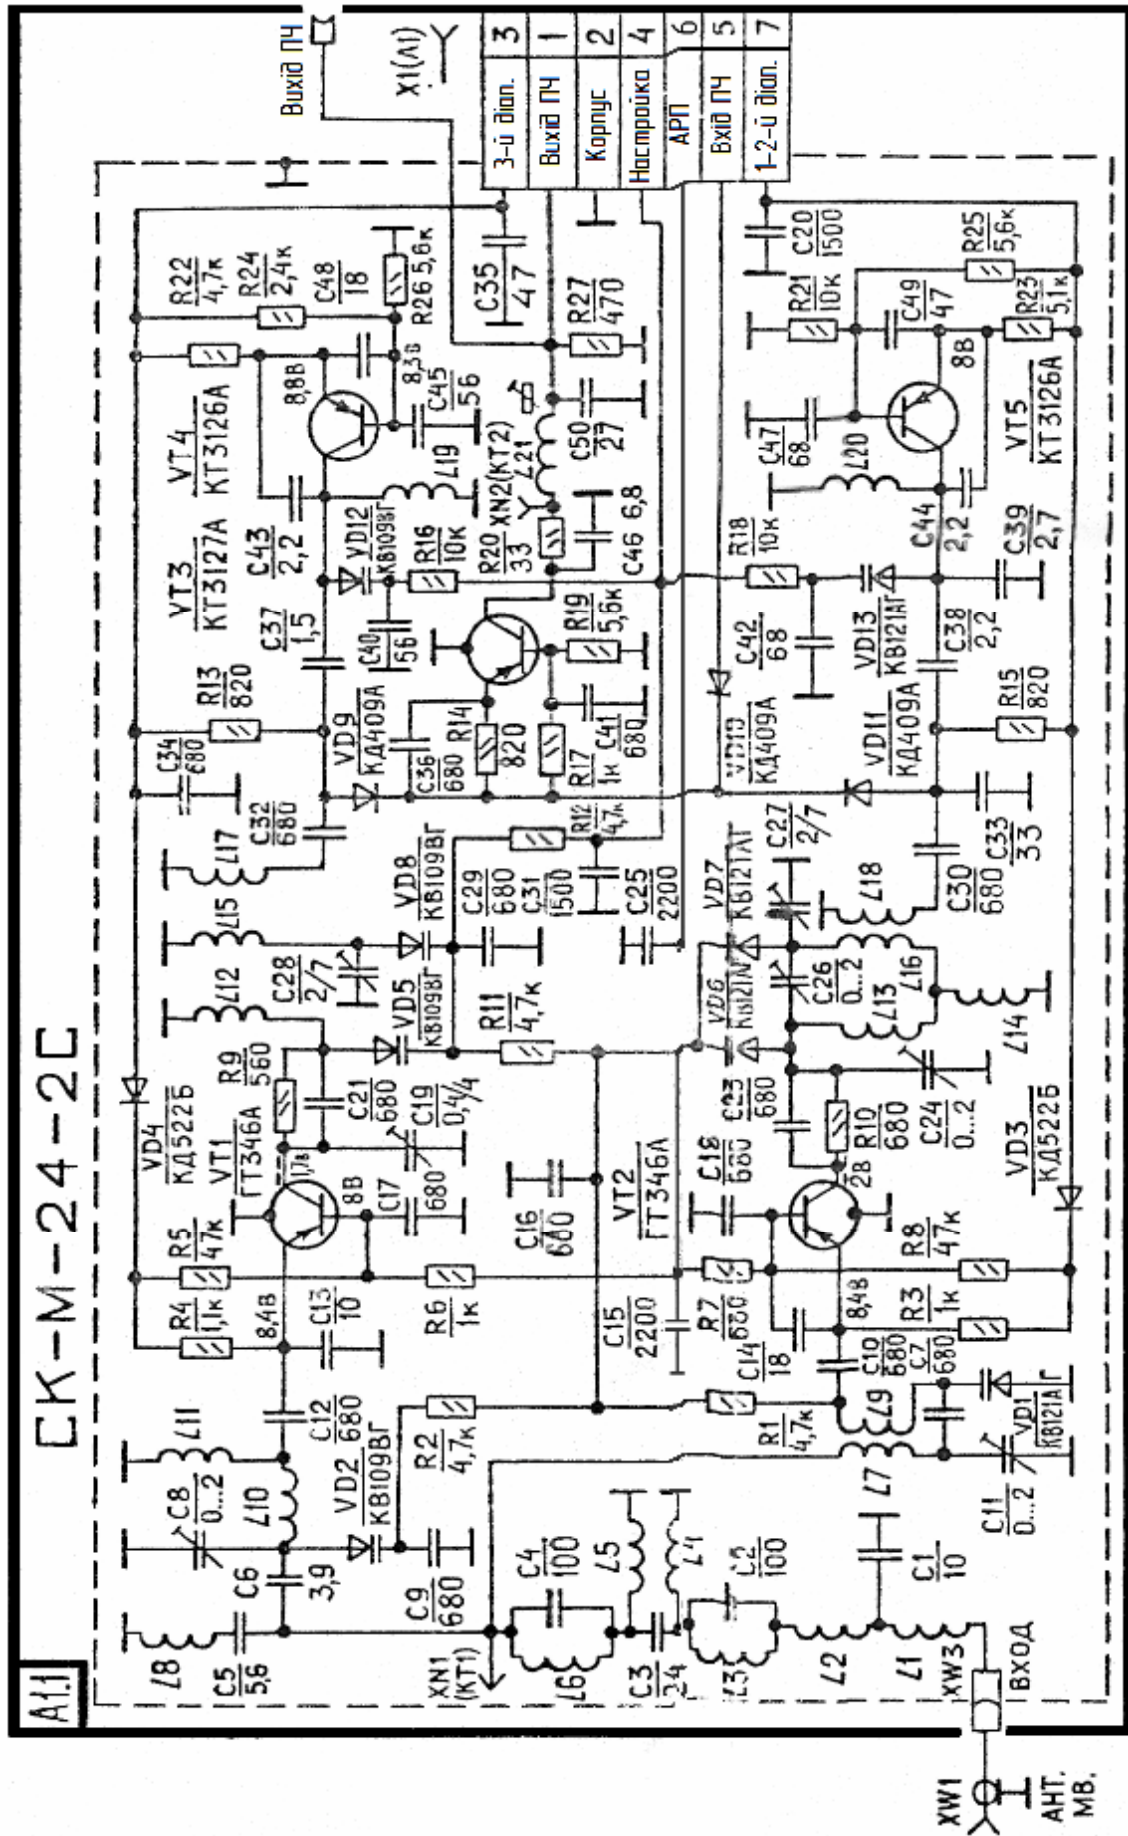 СК-М-24-2С
А1.1
Вихід ПЧ
X1(A1)
3-й діап. 3
Вихід ПЧ 1
Корпус 2
Настройка 4
АРП 6
Вхід ПЧ 5
1-2-й діап. 7
R22
4,7к
R24
2,4к
C48
18
R26 5,6к
C35
47
VT4
КТ3126А
8,8В
8,3В
C45
56
R27
470
VT3
КТ3127А
C43
2,2
VD12
КВ109ВГ
L19
R16
10к
R20
33
XN2(КТ2)
L21
C50
27
C46 6,8
C37
1,5
C40
56
R19
5,6к
R13
820
C34
680
VD9
КД409А
C36
680
R14
820
R17
1к
C41
680
L17
C32
680
R12
4,7к
L15
VD8
КВ109ВГ
C29
680
C31
1500
C25
2200
L12
C28
2/7
VD5
КВ109ВГ
R11
4,7к
R9
560
C21
680
C19
0,4/4
VD4
КД522Б
VT1
ГТ346А
1,7В
8В
C17
680
C16
R5
47к
R4
1,1к
8,4В
C13
10
R6
1к
C15
2200
L11
C12
680
C8
0...2
L10
VD2
КВ109ВГ
R2
4,7к
C6
3,9
C9
680
L8
C5
5,6
XN1
(КТ1)
C4
100
L6
L5
C3
C2
100
L3
L2
C1
10
L1
XW3
ВХОД
XW1
АНТ.
МВ.
R21
10к
C20
1500
R25
5,6к
C49
47
R23
5,1к
8В
C47
68
VT5
КТ3126А
L20
R18
10к
C44
2,2
C39
2,7
C42
68
VD13
КВ121АГ
C38
2,2
КД409А
VD11
КД409А
R15
820
C27
2/7
C33
33
VD7
L18
C30
680
VD6
C26
0...2
L16
L13
L14
C23
680
R10
680
C24
0...2
VT2
ГТ346А
C18
680
2В
VD3
КД522Б
R7
680
R8
47к
8,4В
R3
1к
C14
18
C10
680
C7
680
R1
4,7к
L9
L7
VD1
КВ121АГ
C11
0...2